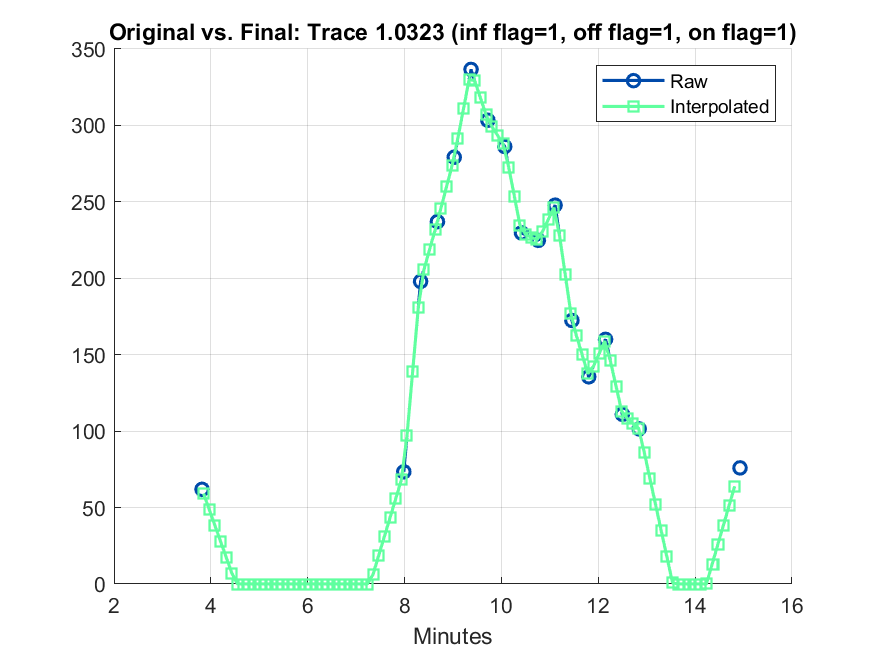 Original vs. Final: Trace 1.0323 (inf flag=1, off flag=1, on flag=1)
350
300
250
200
150
100
50
0
Raw
Interpolated
2 4 6 8 10 12 14 16
Minutes